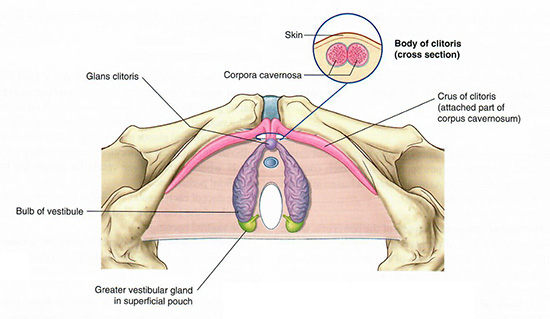 Skin
Body of clitoris
(cross section)
Corpora cavernosa
Glans clitoris
Crus of clitoris
(attached part of
corpus cavernosum)
Bulb of vestibule
Greater vestibular gland
in superficial pouch